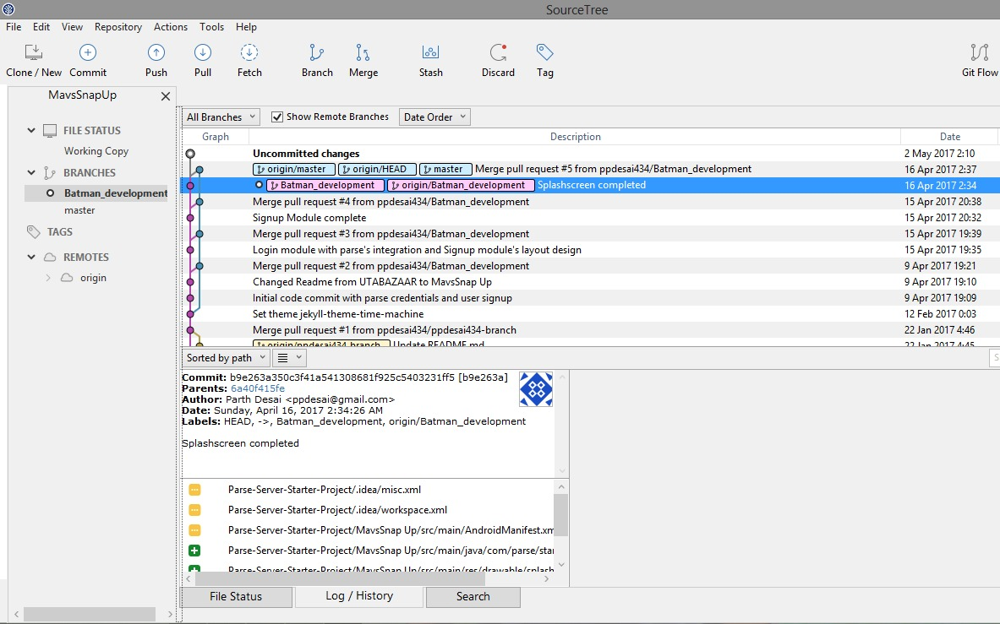 SourceTree
File Edit View Repository Actions Tools Help
Clone / New Commit Push Pull Fetch Branch Merge Stash Discard Tag Git Flow
MavsSnapUp
FILE STATUS
Working Copy
BRANCHES
Batman_development
master
TAGS
REMOTES
origin
All Branches Show Remote Branches Date Order
Graph Description Date
Uncommitted changes 2 May 2017 2:10
origin/master origin/HEAD master Merge pull request #5 from ppdesai434/Batman_development 16 Apr 2017 2:37
Batman_development origin/Batman_development Splashscreen completed 16 Apr 2017 2:34
Merge pull request #4 from ppdesai434/Batman_development 15 Apr 2017 20:38
Signup Module complete 15 Apr 2017 20:32
Merge pull request #3 from ppdesai434/Batman_development 15 Apr 2017 19:39
Login module with parse's integration and Signup module's layout design 15 Apr 2017 19:35
Merge pull request #2 from ppdesai434/Batman_development 9 Apr 2017 19:21
Changed Readme from UTABAZAAR to MavsSnap Up 9 Apr 2017 19:10
Initial code commit with parse credentials and user signup 9 Apr 2017 19:09
Set theme jekyll-theme-time-machine 12 Feb 2017 0:03
Merge pull request #1 from ppdesai434/ppdesai434-branch 22 Jan 2017 4:46
origin/ppdesai434-branch Update README.md 22 Jan 2017 4:45
Sorted by path
S
Commit: b9e263a350c3f41a541308681f925c5403231ff5 [b9e263a]
Parents: 6a40f415fe
Author: Parth Desai <ppdesai@gmail.com>
Date: Sunday, April 16, 2017 2:34:26 AM
Labels: HEAD, ->, Batman_development, origin/Batman_development
Splashscreen completed
Parse-Server-Starter-Project/.idea/misc.xml
Parse-Server-Starter-Project/.idea/workspace.xml
Parse-Server-Starter-Project/MavsSnap Up/src/main/AndroidManifest.xm
Parse-Server-Starter-Project/MavsSnap Up/src/main/java/com/parse/star
Parse-Server-Starter-Project/MavsSnap Up/src/main/res/drawable/splash
File Status Log / History Search